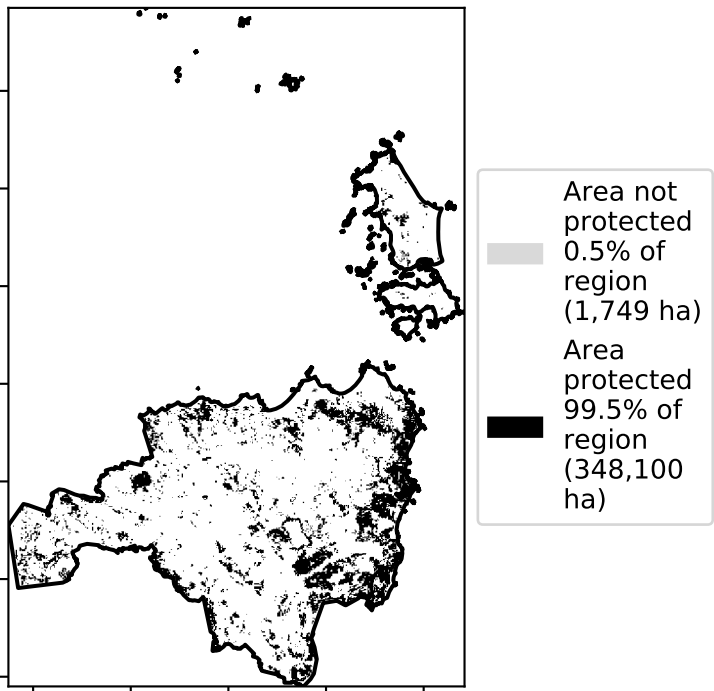 Area not
protected
0.5% of
region
(1,749 ha)
Area
protected
99.5% of
region
(348,100
ha)